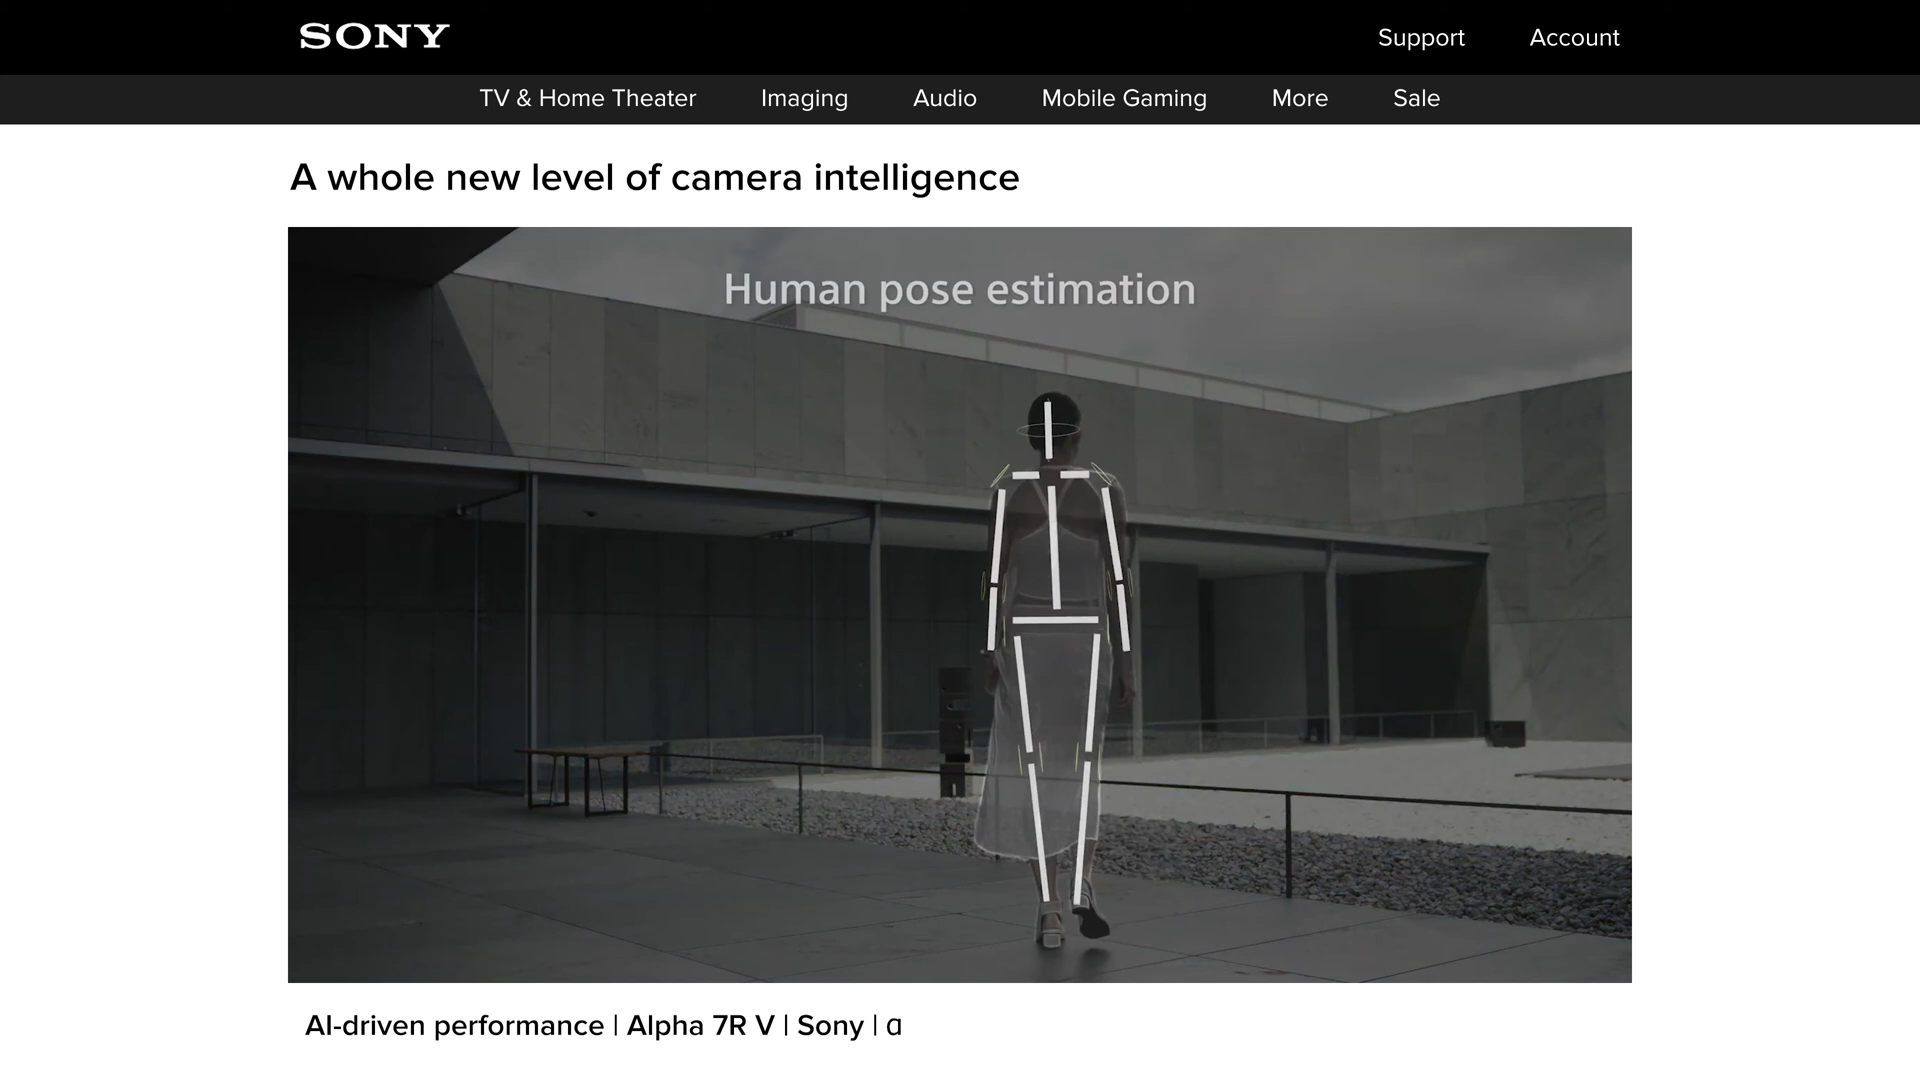 SONY
Support Account
TV & Home Theater Imaging Audio Mobile Gaming More Sale
A whole new level of camera intelligence
Human pose estimation
AI-driven performance | Alpha 7R V | Sony | α